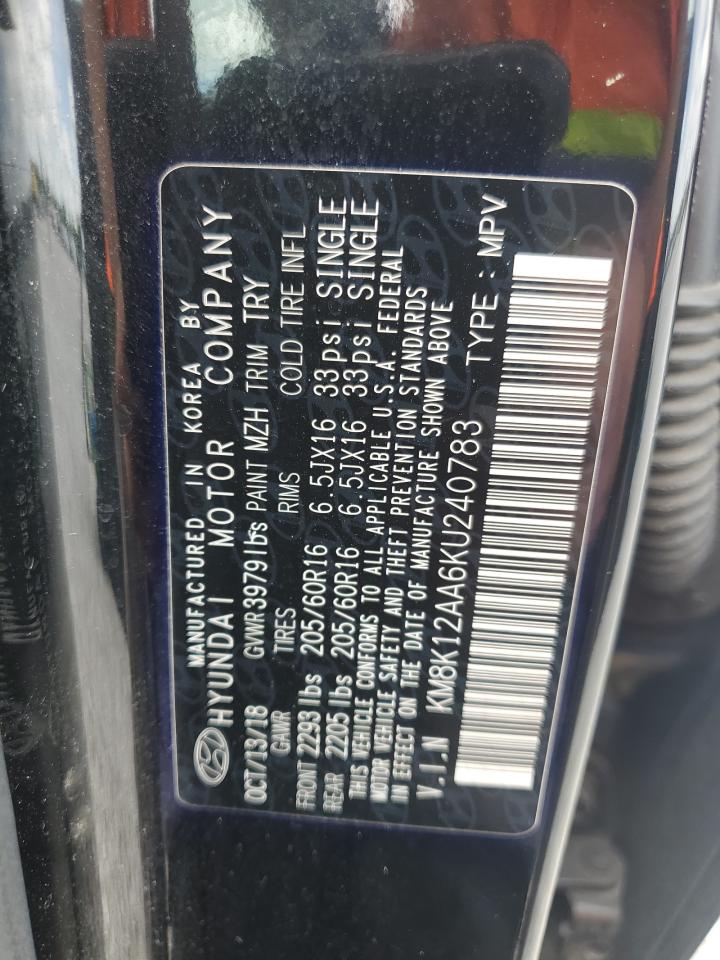 MANUFACTURED IN KOREA BY
HYUNDAI MOTOR COMPANY
OCT/13/18 GVWR3979lbs PAINT MZH TRIM TRY
GAWR TIRES RIMS COLD TIRE INFL
FRONT 2293 lbs 205/60R16 6.5JX16 33psi SINGLE
REAR 2205 lbs 205/60R16 6.5JX16 33psi SINGLE
THIS VEHICLE CONFORMS TO ALL APPLICABLE U.S.A. FEDERAL
MOTOR VEHICLE SAFETY AND THEFT PREVENTION STANDARDS
IN EFFECT ON THE DATE OF MANUFACTURE SHOWN ABOVE
V.I.N KM8K12AA6KU240783 TYPE : MPV